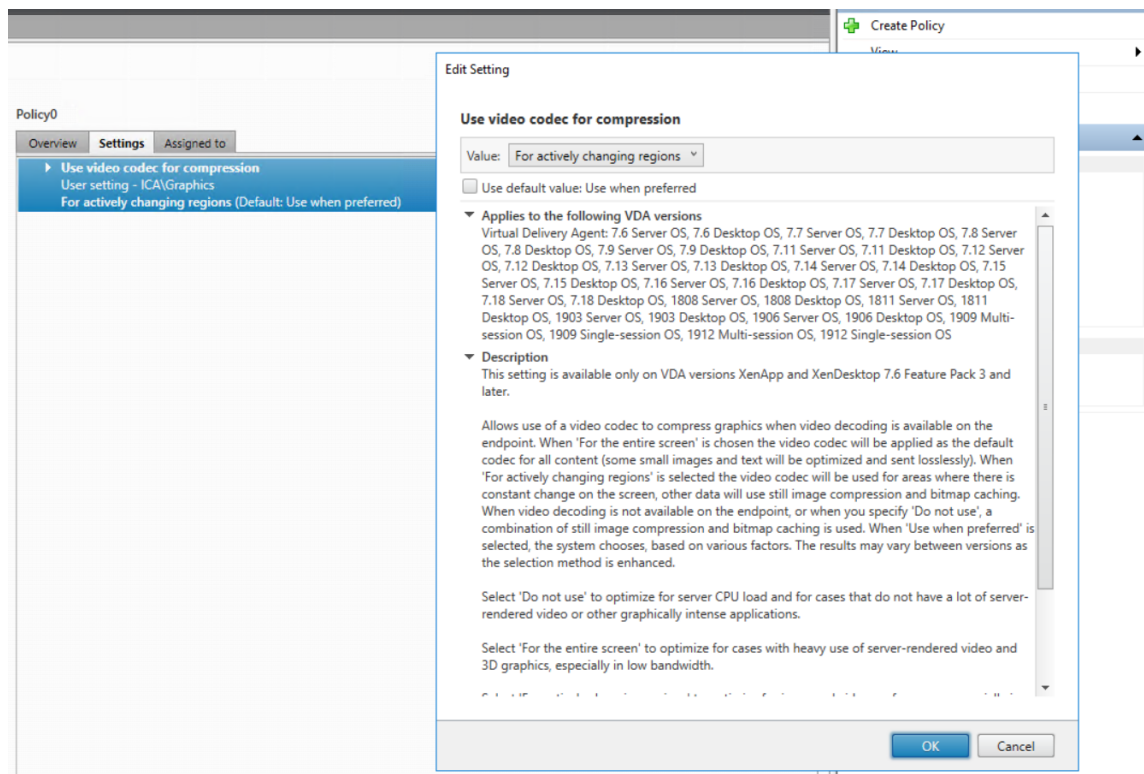 Create Policy
View
Edit Setting
Policy0
Use video codec for compression
Overview Settings Assigned to
Value: For actively changing regions
Use video codec for compression
User setting - ICA\Graphics
For actively changing regions (Default: Use when preferred)
Use default value: Use when preferred
Applies to the following VDA versions
Virtual Delivery Agent: 7.6 Server OS, 7.6 Desktop OS, 7.7 Server OS, 7.7 Desktop OS, 7.8 Server
OS, 7.8 Desktop OS, 7.9 Server OS, 7.9 Desktop OS, 7.11 Server OS, 7.11 Desktop OS, 7.12 Server
OS, 7.12 Desktop OS, 7.13 Server OS, 7.13 Desktop OS, 7.14 Server OS, 7.14 Desktop OS, 7.15
Server OS, 7.15 Desktop OS, 7.16 Server OS, 7.16 Desktop OS, 7.17 Server OS, 7.17 Desktop OS,
7.18 Server OS, 7.18 Desktop OS, 1808 Server OS, 1808 Desktop OS, 1811 Server OS, 1811
Desktop OS, 1903 Server OS, 1903 Desktop OS, 1906 Server OS, 1906 Desktop OS, 1909 Multi-
session OS, 1909 Single-session OS, 1912 Multi-session OS, 1912 Single-session OS
Description
This setting is available only on VDA versions XenApp and XenDesktop 7.6 Feature Pack 3 and
later.
Allows use of a video codec to compress graphics when video decoding is available on the
endpoint. When 'For the entire screen' is chosen the video codec will be applied as the default
codec for all content (some small images and text will be optimized and sent losslessly). When
'For actively changing regions' is selected the video codec will be used for areas where there is
constant change on the screen, other data will use still image compression and bitmap caching.
When video decoding is not available on the endpoint, or when you specify 'Do not use', a
combination of still image compression and bitmap caching is used. When 'Use when preferred' is
selected, the system chooses, based on various factors. The results may vary between versions as
the selection method is enhanced.
Select 'Do not use' to optimize for server CPU load and for cases that do not have a lot of server-
rendered video or other graphically intense applications.
Select 'For the entire screen' to optimize for cases with heavy use of server-rendered video and
3D graphics, especially in low bandwidth.
OK Cancel